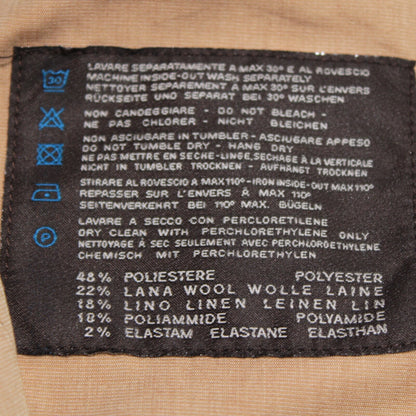 LAVARE SEPARATAMENTE A MAX 30° E AL ROVESCIO
MACHINE INSIDE-OUT WASH SEPARATELY
NETTOYER SEPAREMENT A MAX 30° SUR L'ENVERS
RÜCKSEITE UND SEPARAT BEI 30° WASCHEN
30
NON CANDEGGIARE - DO NOT BLEACH -
NE PAS CHLORER - NICHT BLEICHEN
NON ASCIUGARE IN TUMBLER - ASCIUGARE APPESO
DO NOT TUMBLE DRY - HANG DRY
NE PAS METTRE EN SECHE-LINGE, SECHAGE À LA VERTICALE
NICHT IM TUMBLER TROCKNEN - AUFHÄNGT TROCKNEN
STIRARE AL ROVESCIO A MAX 110° - IRON INSIDE-OUT MAX 110°
REPASSER SUR L'ENVERS À MAX 110°
SEITENVERKEHRT BEI MAX 110° BÜGELN
LAVARE A SECCO CON PERCLORETILENE
P
DRY CLEAN WITH PERCHLORETHYLENE ONLY
NETTOYAGE À SEC SEULEMENT AVEC PERCHLOROETHYLENE
CHEMISCH MIT PERCHLORETHYLEN
48% POLIESTERE POLYESTER
22% LANA WOOL WOLLE LAINE
18% LINO LINEN LEINEN LIN
10% POLIAMMIDE POLYAMIDE
2% ELASTAM ELASTANE ELASTHAN